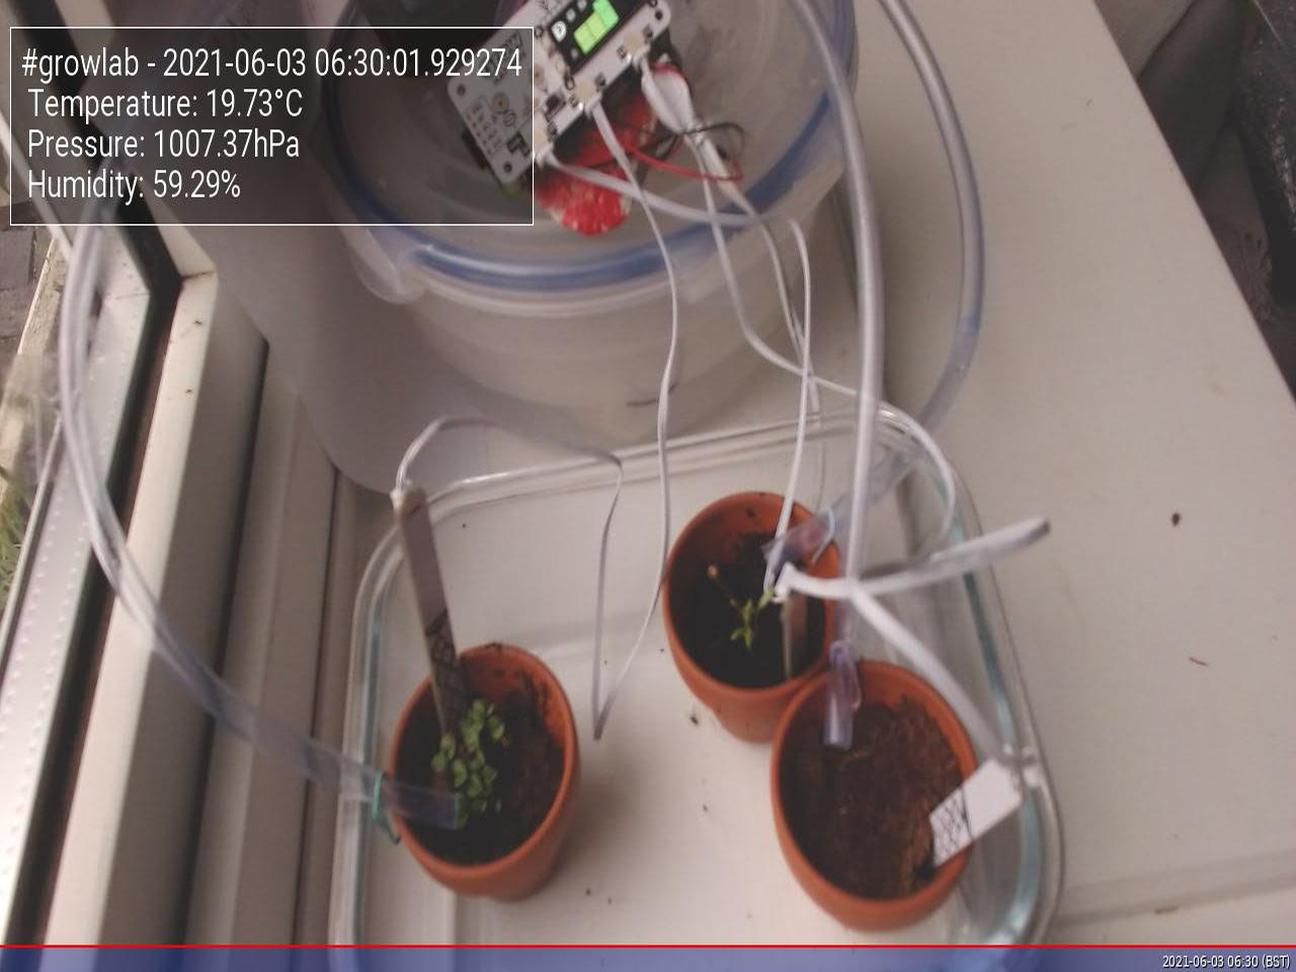 #growlab - 2021-06-03 06:30:01.929274
Temperature: 19.73°C
Pressure: 1007.37hPa
Humidity: 59.29%
2021-06-03 06:30 (BST)